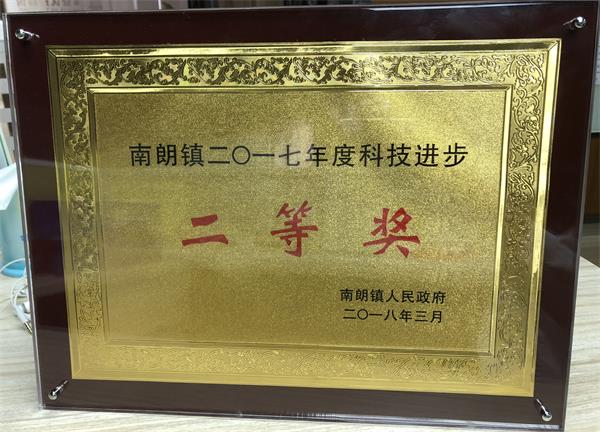 南朗镇二〇一七年度科技进步
二等奖
南朗镇人民政府
二〇一八年三月